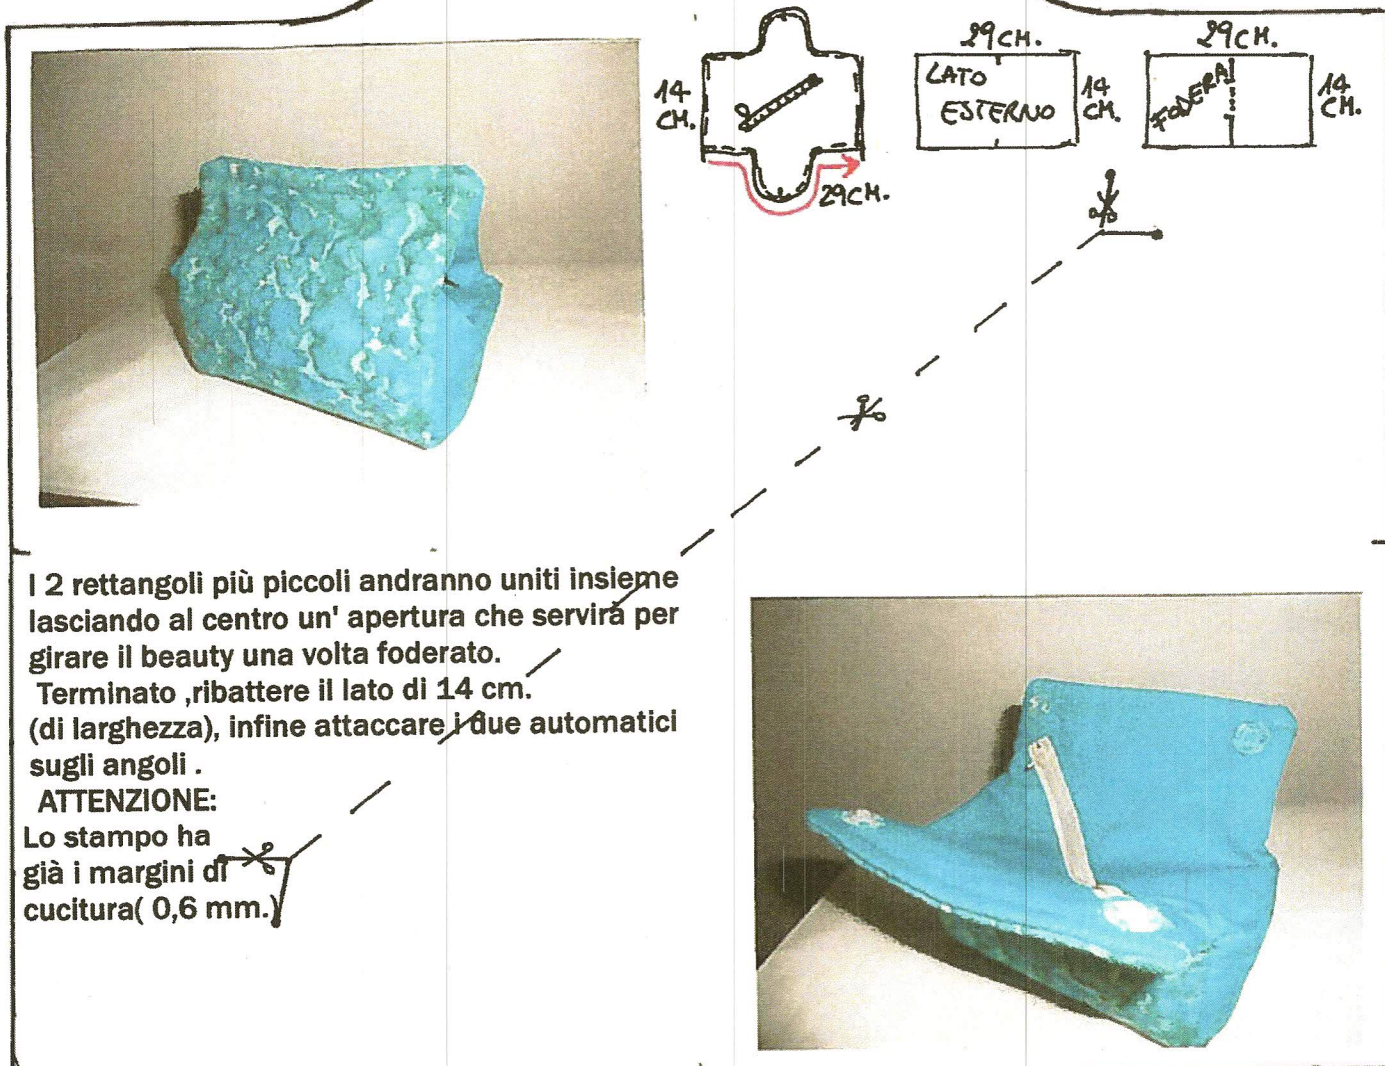 29CM.
29CM.
14
CM.
LATO
ESTERNO
14
CM.
FODERA
14
CM.
29CM.
I 2 rettangoli più piccoli andranno uniti insieme
lasciando al centro un' apertura che servirà per
girare il beauty una volta foderato.
Terminato ,ribattere il lato di 14 cm.
(di larghezza), infine attaccare i due automatici
sugli angoli .
ATTENZIONE:
Lo stampo ha
già i margini di
cucitura( 0,6 mm.)